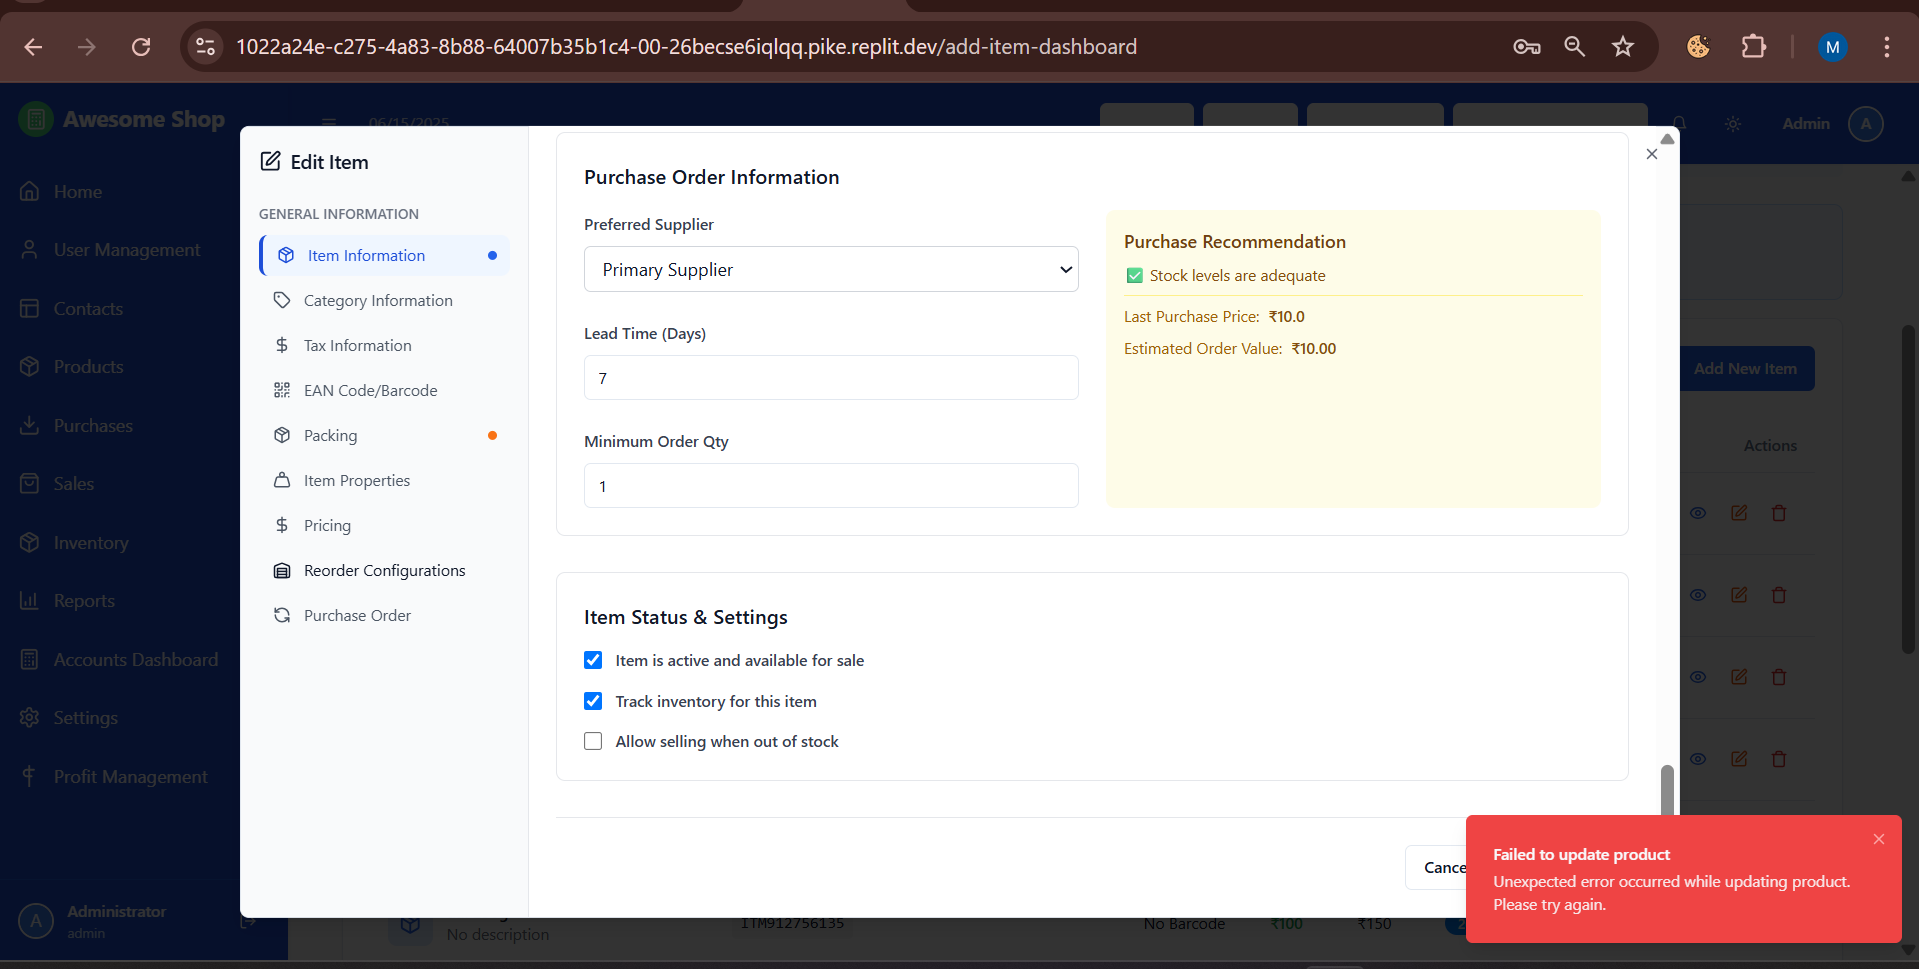 1022a24e-c275-4a83-8b88-64007b35b1c4-00-26becse6iqlqq.pike.replit.dev/add-item-dashboard
M
Awesome Shop
06/15/2025
Admin
A
Home
User Management
Contacts
Products
Purchases
Sales
Inventory
Reports
Accounts Dashboard
Settings
Profit Management
A
Administrator
admin
Edit Item
GENERAL INFORMATION
Item Information
Category Information
Tax Information
EAN Code/Barcode
Packing
Item Properties
Pricing
Reorder Configurations
Purchase Order
Purchase Order Information
Preferred Supplier
Primary Supplier
Lead Time (Days)
7
Minimum Order Qty
1
Purchase Recommendation
✅ Stock levels are adequate
Last Purchase Price: ₹10.0
Estimated Order Value: ₹10.00
Item Status & Settings
Item is active and available for sale
Track inventory for this item
Allow selling when out of stock
Cance
Add New Item
Actions
No description
ITM912756135
No Barcode
₹100
₹150
Failed to update product
Unexpected error occurred while updating product.
Please try again.